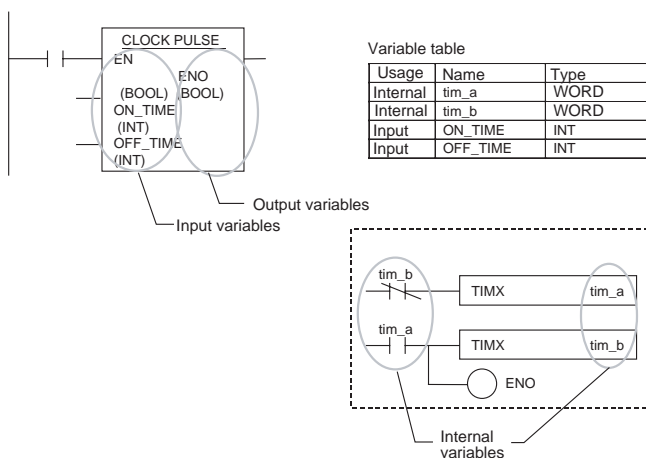 CLOCK PULSE
EN
ENO
(BOOL) (BOOL)
ON_TIME
(INT)
OFF_TIME
(INT)
Output variables
Input variables
Variable table
Usage Name Type
Internal tim_a WORD
Internal tim_b WORD
Input ON_TIME INT
Input OFF_TIME INT
tim_b
TIMX tim_a
tim_a
TIMX tim_b
ENO
Internal
variables